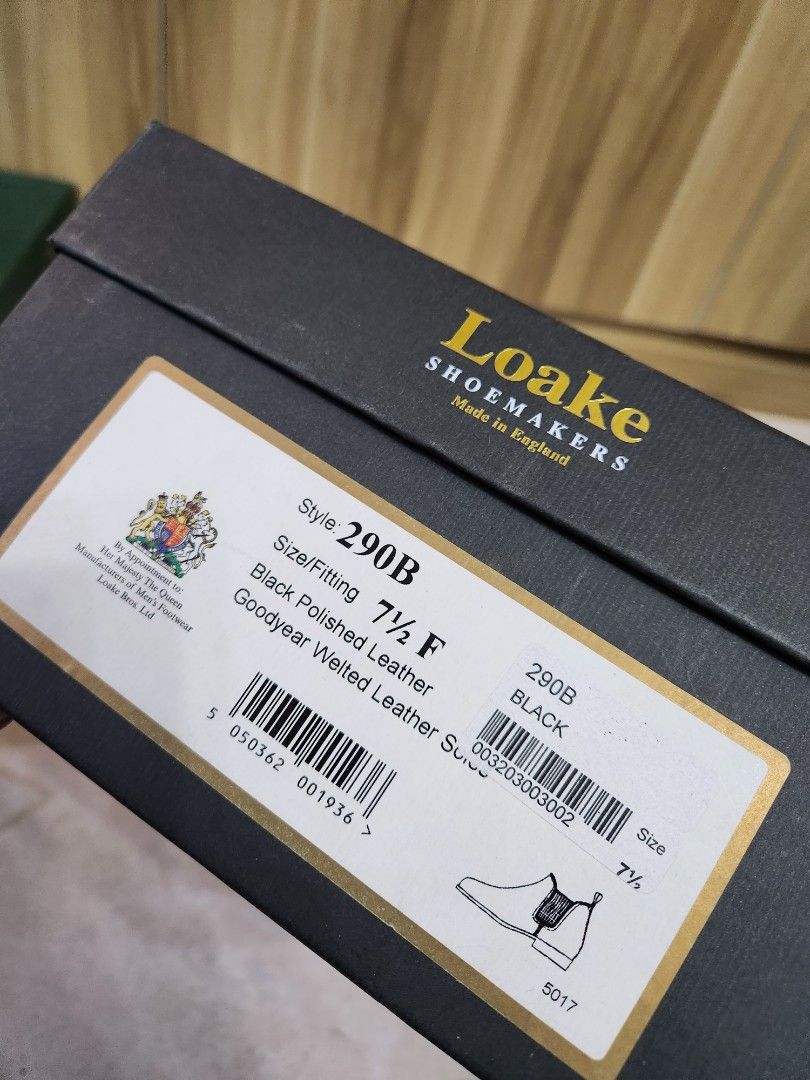 Loake
SHOEMAKERS
Made in England
By Appointment to:
Her Majesty The Queen
Manufacturers of Men's Footwear
Loake Bros. Ltd
Style: 290B
Size/Fitting 7½ F
Black Polished Leather
Goodyear Welted Leather
5 050362 001936 >
290B
BLACK
003203003002
Size
7½
5017